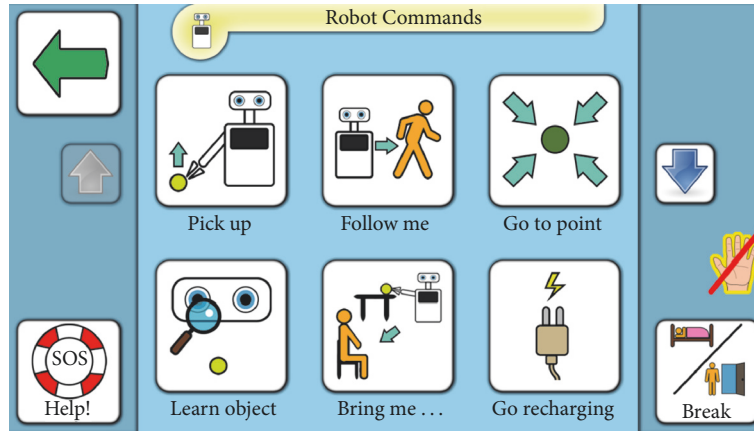 Robot Commands
Pick up
Follow me
Go to point
SOS
Help!
Learn object
Bring me . . .
Go recharging
Break